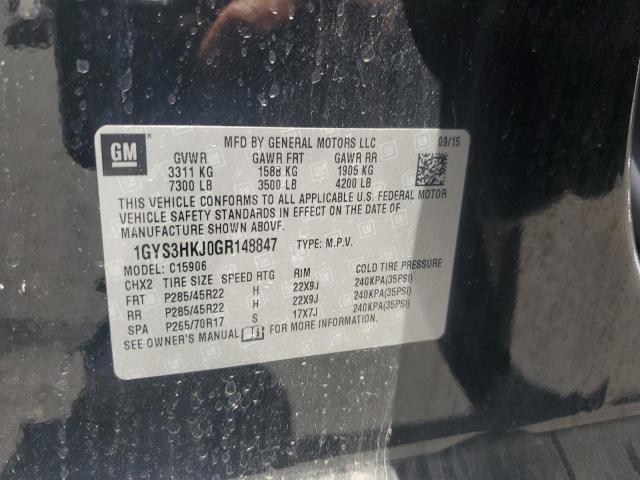 GM
MFD BY GENERAL MOTORS LLC 09/15
GVWR GAWR FRT GAWR RR
3311 KG 1588 KG 1905 KG
7300 LB 3500 LB 4200 LB
THIS VEHICLE CONFORMS TO ALL APPLICABLE U.S. FEDERAL MOTOR
VEHICLE SAFETY STANDARDS IN EFFECT ON THE DATE OF
MANUFACTURE SHOWN ABOVE.
1GYS3HKJ0GR148847 TYPE: M.P.V.
MODEL: C15906
CHX2 TIRE SIZE SPEED RTG RIM COLD TIRE PRESSURE
FRT P285/45R22 H 22X9J 240KPA(35PSI)
RR P285/45R22 H 22X9J 240KPA(35PSI)
SPA P265/70R17 S 17X7J 240KPA(35PSI)
SEE OWNER'S MANUAL FOR MORE INFORMATION.